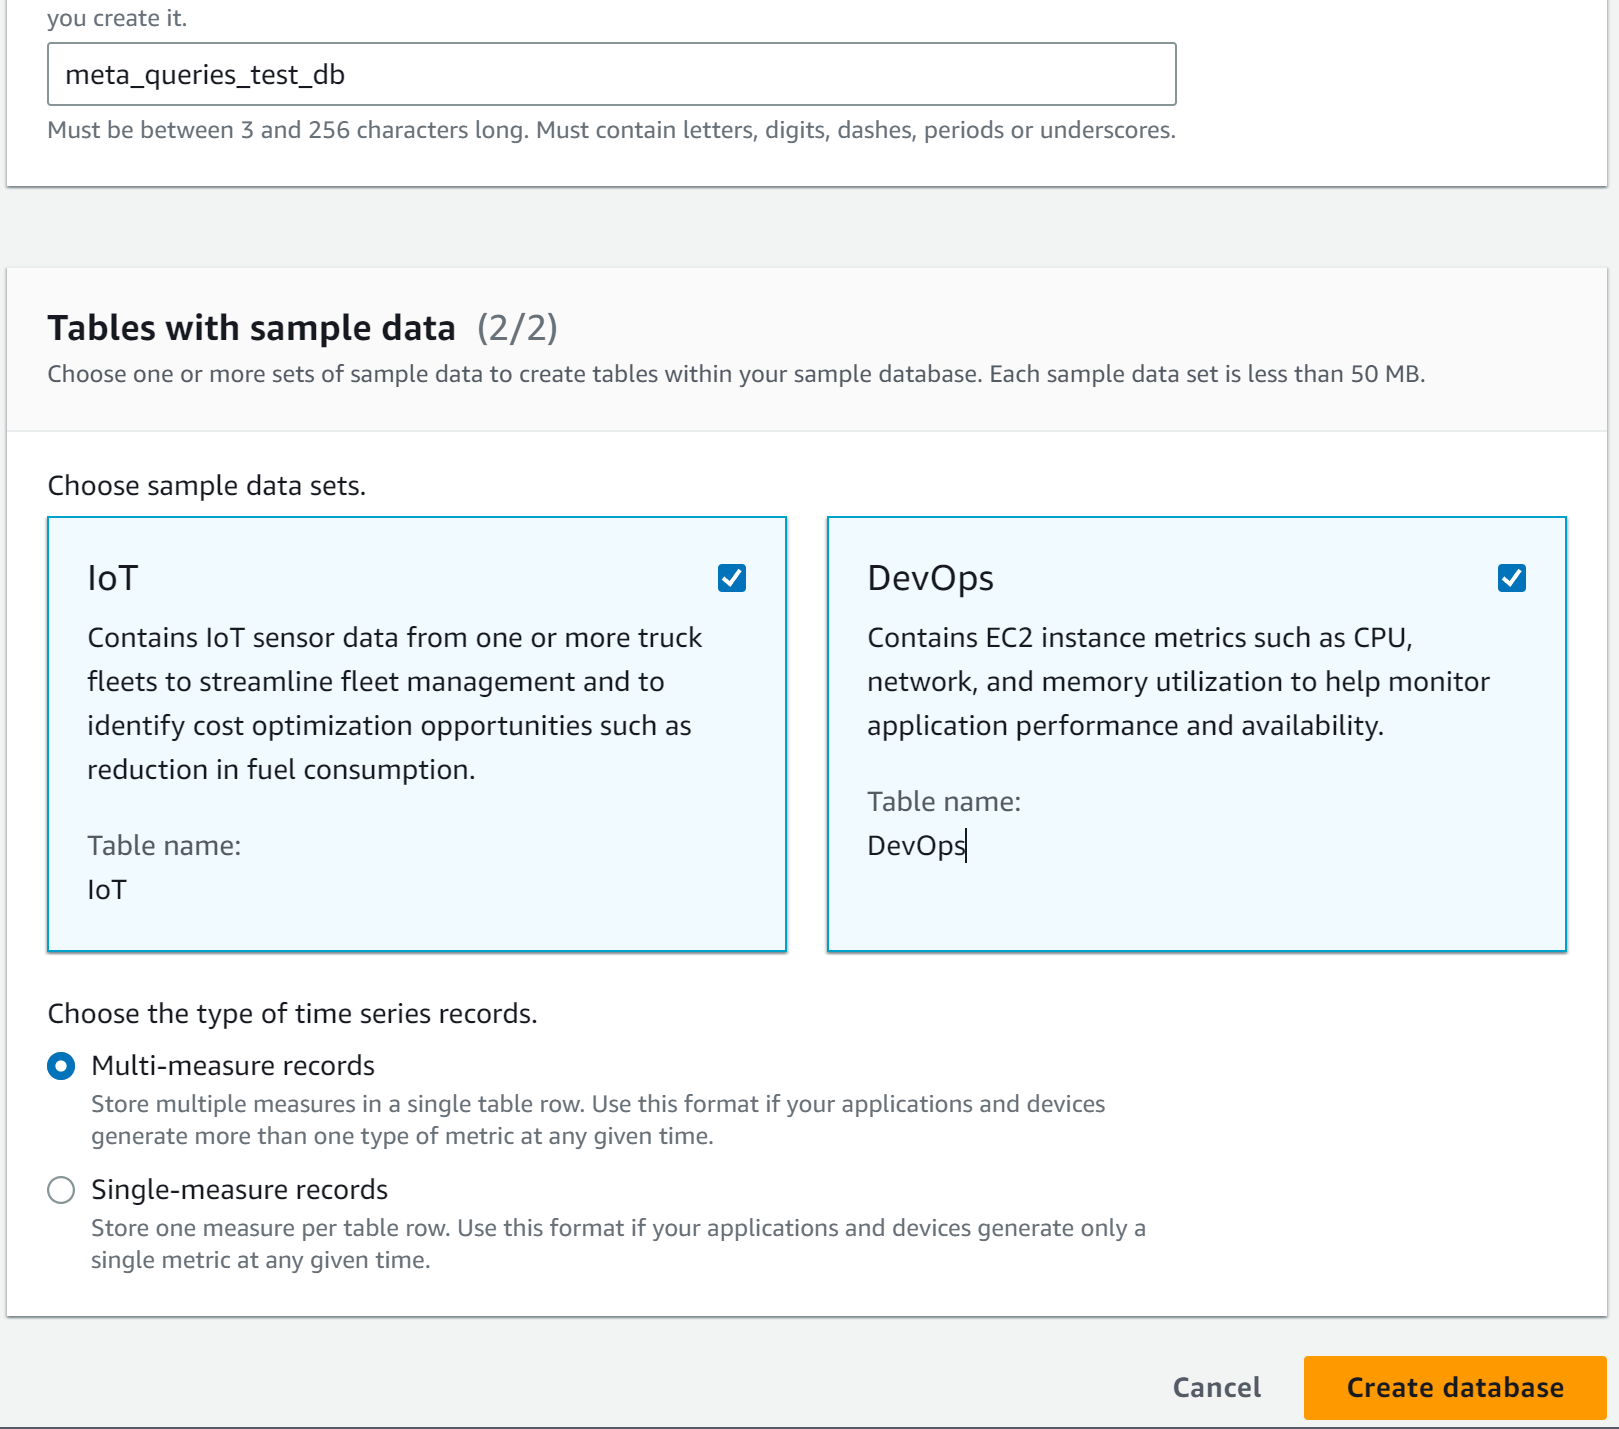 you create it.
meta_queries_test_db
Must be between 3 and 256 characters long. Must contain letters, digits, dashes, periods or underscores.
Tables with sample data (2/2)
Choose one or more sets of sample data to create tables within your sample database. Each sample data set is less than 50 MB.
Choose sample data sets.
IoT
Contains IoT sensor data from one or more truck
fleets to streamline fleet management and to
identify cost optimization opportunities such as
reduction in fuel consumption.
Table name:
IoT
DevOps
Contains EC2 instance metrics such as CPU,
network, and memory utilization to help monitor
application performance and availability.
Table name:
DevOps
Choose the type of time series records.
Multi-measure records
Store multiple measures in a single table row. Use this format if your applications and devices
generate more than one type of metric at any given time.
Single-measure records
Store one measure per table row. Use this format if your applications and devices generate only a
single metric at any given time.
Cancel
Create database